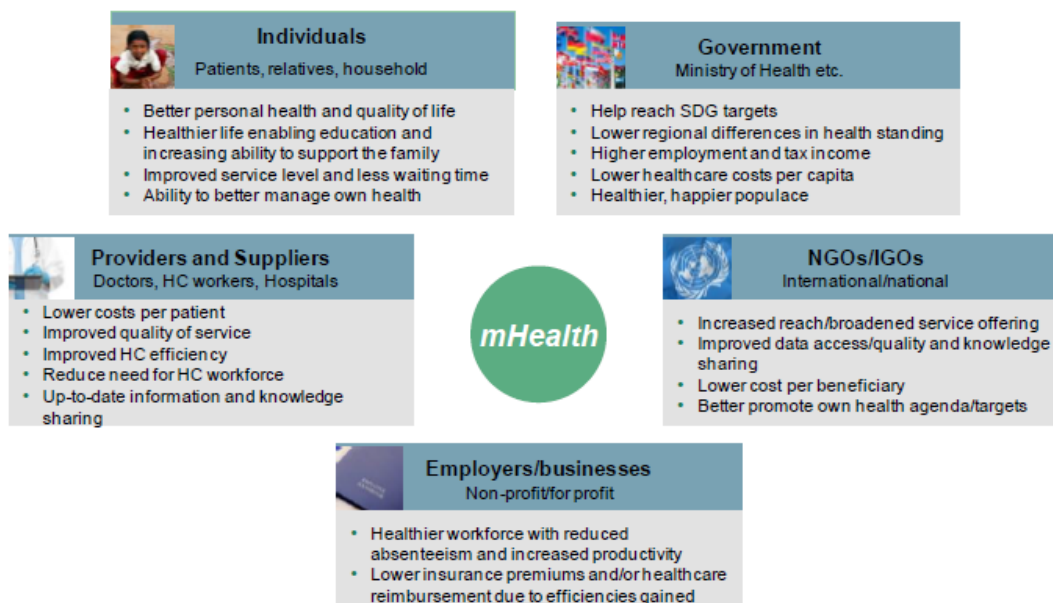 Individuals
Patients, relatives, household
• Better personal health and quality of life
• Healthier life enabling education and
increasing ability to support the family
• Improved service level and less waiting time
• Ability to better manage own health
Government
Ministry of Health etc.
• Help reach SDG targets
• Lower regional differences in health standing
• Higher employment and tax income
• Lower healthcare costs per capita
• Healthier, happier populace
Providers and Suppliers
Doctors, HC workers, Hospitals
• Lower costs per patient
• Improved quality of service
• Improved HC efficiency
• Reduce need for HC workforce
• Up-to-date information and knowledge
sharing
mHealth
NGOs/IGOs
International/national
• Increased reach/broadened service offering
• Improved data access/quality and knowledge
sharing
• Lower cost per beneficiary
• Better promote own health agenda/targets
Employers/businesses
Non-profit/for profit
• Healthier workforce with reduced
absenteeism and increased productivity
• Lower insurance premiums and/or healthcare
reimbursement due to efficiencies gained